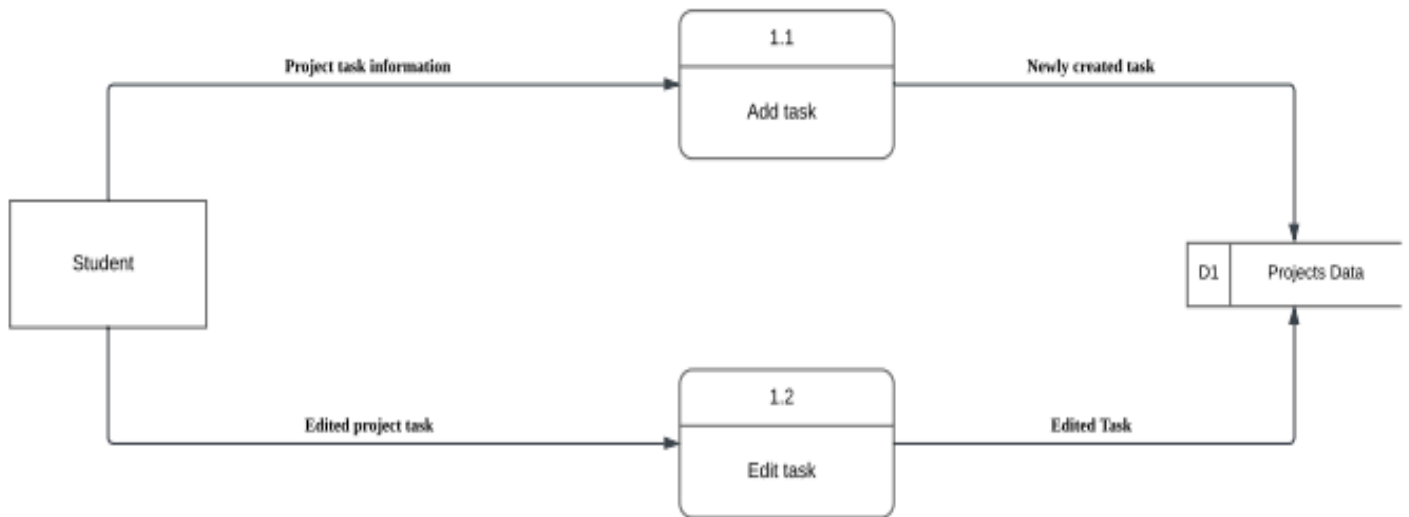 1.1
Project task information
Newly created task
Add task
Student
D1
Projects Data
1.2
Edited project task
Edited Task
Edit task